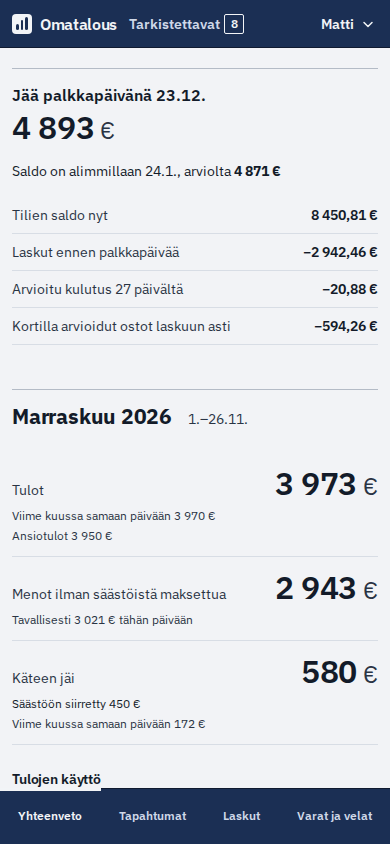 Omatalous Tarkistettavat 8 Matti
Jää palkkapäivänä 23.12.
4 893 €
Saldo on alimmillaan 24.1., arviolta 4 871 €
Tilien saldo nyt 8 450,81 €
Laskut ennen palkkapäivää −2 942,46 €
Arvioitu kulutus 27 päivältä −20,88 €
Kortilla arvioidut ostot laskuun asti −594,26 €
Marraskuu 2026 1.–26.11.
Tulot 3 973 €
Viime kuussa samaan päivään 3 970 €
Ansiotulot 3 950 €
Menot ilman säästöistä maksettua 2 943 €
Tavallisesti 3 021 € tähän päivään
Käteen jäi 580 €
Säästöön siirretty 450 €
Viime kuussa samaan päivään 172 €
Tulojen käyttö
Yhteenveto Tapahtumat Laskut Varat ja velat